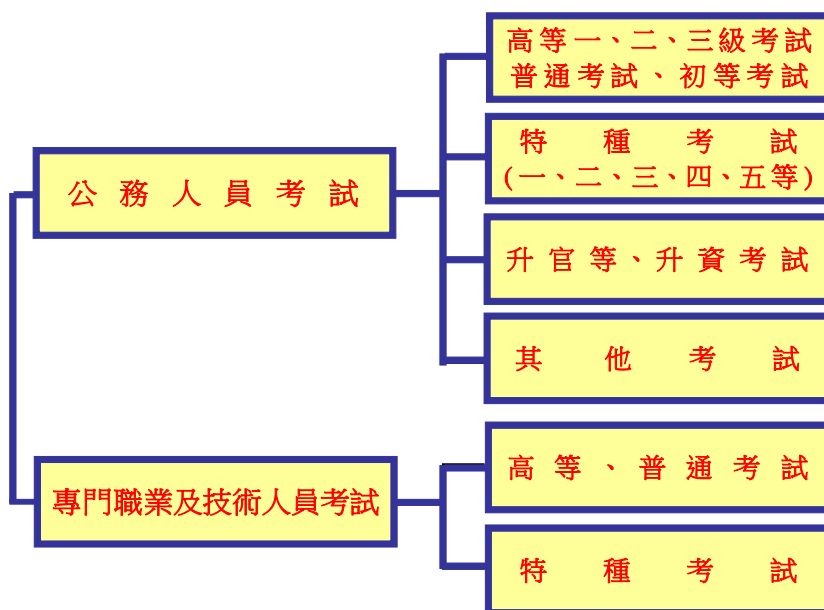 公務人員考試
高等一、二、三級考試
普通考試、初等考試
特種考試
(一、二、三、四、五等)
升官等、升資考試
其他考試
專門職業及技術人員考試
高等、普通考試
特種考試